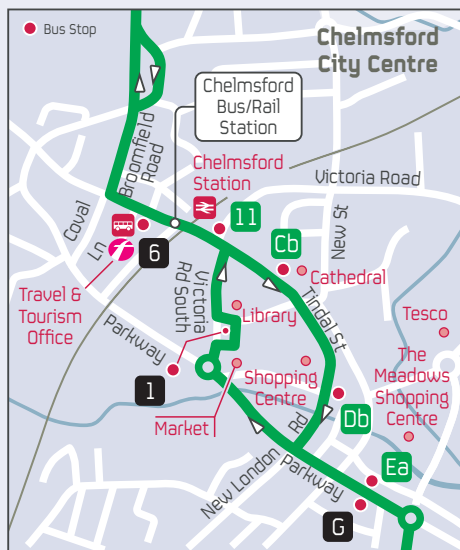 Bus Stop
Chelmsford
City Centre
Chelmsford
Bus/Rail
Station
Broomfield
Road
Chelmsford
Station
Victoria Road
Coval
Ln
11
6
New St
Cb
Cathedral
Travel &
Tourism
Office
Victoria
Rd South
Tindal St
Library
Parkway
Tesco
1
Shopping
Centre
The
Meadows
Shopping
Centre
Market
Db
New London
Rd
Parkway
Ea
G